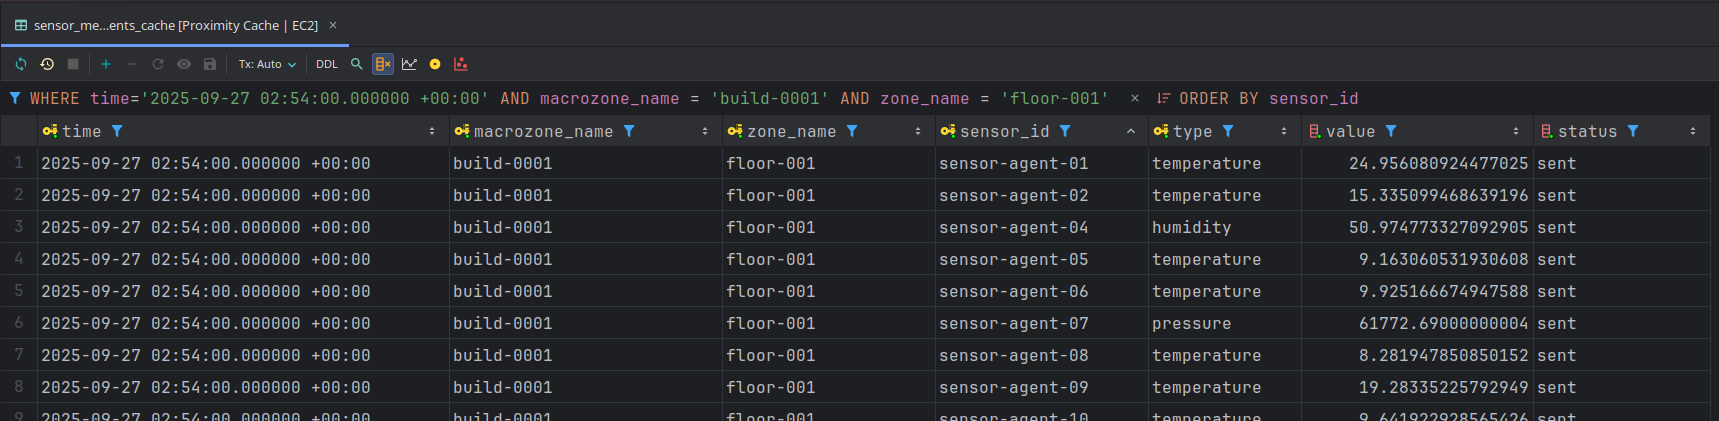 sensor_me...ents_cache [Proximity Cache | EC2] ×
Tx: Auto DDL
WHERE time='2025-09-27 02:54:00.000000 +00:00' AND macrozone_name = 'build-0001' AND zone_name = 'floor-001' × ORDER BY sensor_id
time macrozone_name zone_name sensor_id type value status
1 2025-09-27 02:54:00.000000 +00:00 build-0001 floor-001 sensor-agent-01 temperature 24.956080924477025 sent
2 2025-09-27 02:54:00.000000 +00:00 build-0001 floor-001 sensor-agent-02 temperature 15.335099468639196 sent
3 2025-09-27 02:54:00.000000 +00:00 build-0001 floor-001 sensor-agent-04 humidity 50.974773327092905 sent
4 2025-09-27 02:54:00.000000 +00:00 build-0001 floor-001 sensor-agent-05 temperature 9.163060531930608 sent
5 2025-09-27 02:54:00.000000 +00:00 build-0001 floor-001 sensor-agent-06 temperature 9.925166674947588 sent
6 2025-09-27 02:54:00.000000 +00:00 build-0001 floor-001 sensor-agent-07 pressure 61772.69000000004 sent
7 2025-09-27 02:54:00.000000 +00:00 build-0001 floor-001 sensor-agent-08 temperature 8.281947850850152 sent
8 2025-09-27 02:54:00.000000 +00:00 build-0001 floor-001 sensor-agent-09 temperature 19.28335225792949 sent
9 2025-09-27 02:54:00.000000 +00:00 build-0001 floor-001 sensor-agent-10 temperature 9.641922928565426 sent